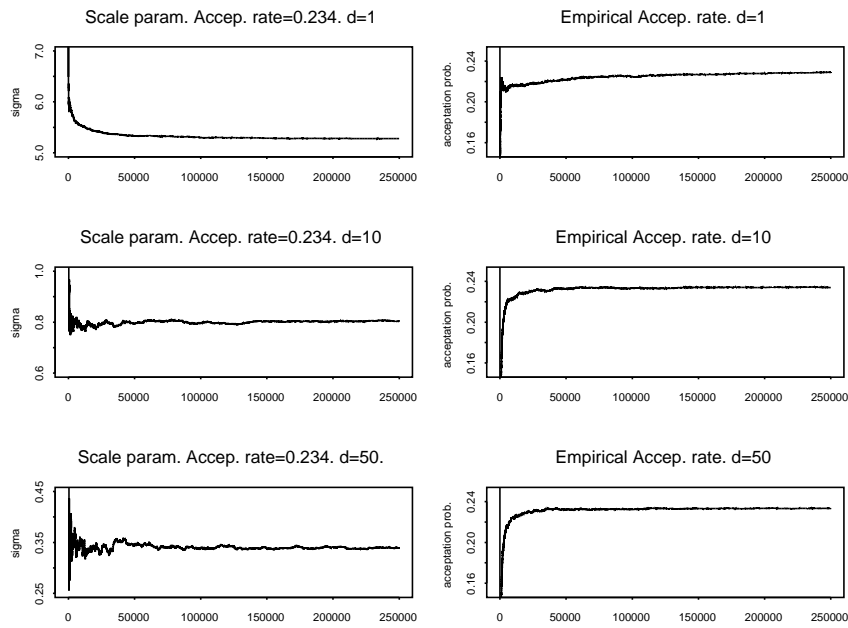 Scale param. Accep. rate=0.234. d=1
sigma
5.0 6.0 7.0
0 50000 100000 150000 200000 250000
Empirical Accep. rate. d=1
acceptation prob.
0.16 0.20 0.24
0 50000 100000 150000 200000 250000
Scale param. Accep. rate=0.234. d=10
sigma
0.6 0.8 1.0
0 50000 100000 150000 200000 250000
Empirical Accep. rate. d=10
acceptation prob.
0.16 0.20 0.24
0 50000 100000 150000 200000 250000
Scale param. Accep. rate=0.234. d=50.
sigma
0.25 0.35 0.45
0 50000 100000 150000 200000 250000
Empirical Accep. rate. d=50
acceptation prob.
0.16 0.20 0.24
0 50000 100000 150000 200000 250000